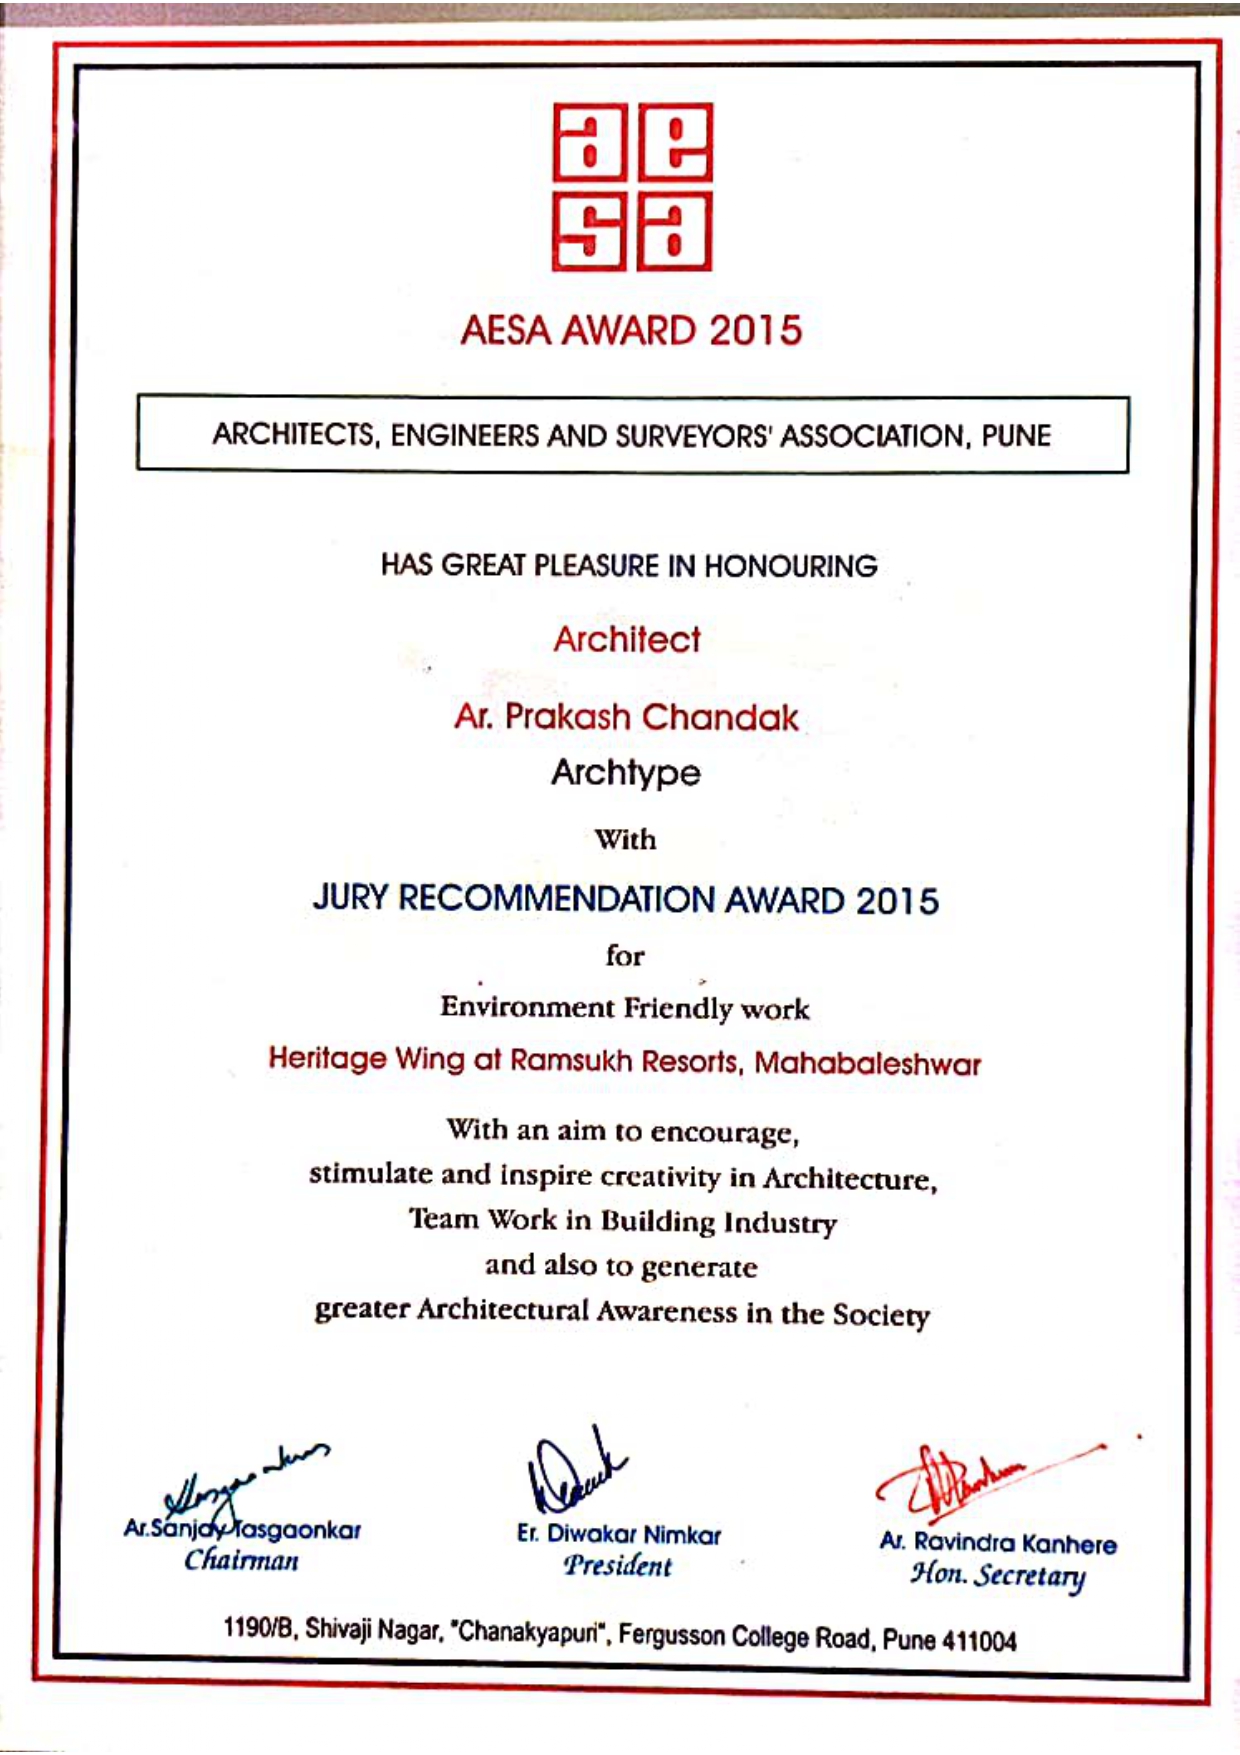 ae
sa
AESA AWARD 2015
ARCHITECTS, ENGINEERS AND SURVEYORS' ASSOCIATION, PUNE
HAS GREAT PLEASURE IN HONOURING
Architect
Ar. Prakash Chandak
Archtype
With
JURY RECOMMENDATION AWARD 2015
for
Environment Friendly work
Heritage Wing at Ramsukh Resorts, Mahabaleshwar
With an aim to encourage,
stimulate and inspire creativity in Architecture,
Team Work in Building Industry
and also to generate
greater Architectural Awareness in the Society
Ar.Sanjay Tasgaonkar
Chairman
Er. Diwakar Nimkar
President
Ar. Ravindra Kanhere
Hon. Secretary
1190/B, Shivaji Nagar, "Chanakyapuri", Fergusson College Road, Pune 411004